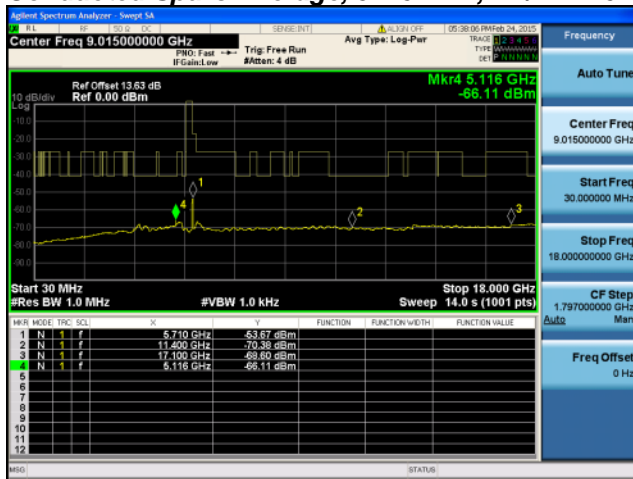 Agilent Spectrum Analyzer - Swept SA
RL RF 50 Ω DC SENSE:INT ALIGN OFF 05:38:06 PM Feb 24, 2015
Center Freq 9.015000000 GHz
PNO: Fast
IFGain:Low
Trig: Free Run
#Atten: 4 dB
Avg Type: Log-Pwr
TRACE 1 2 3 4 5 6
TYPE
DET P N N N N N
Mkr4 5.116 GHz
-66.11 dBm
Ref Offset 13.63 dB
10 dB/div Ref 0.00 dBm
Log
-10.0
-20.0
-30.0
-40.0
-50.0
-60.0
-70.0
-80.0
-90.0
1
4
2
3
Start 30 MHz Stop 18.000 GHz
#Res BW 1.0 MHz #VBW 1.0 kHz Sweep 14.0 s (1001 pts)
MKR MODE TRC SCL X Y FUNCTION FUNCTION WIDTH FUNCTION VALUE
1 N 1 f 5.710 GHz -53.67 dBm
2 N 1 f 11.400 GHz -70.38 dBm
3 N 1 f 17.100 GHz -68.60 dBm
4 N 1 f 5.116 GHz -66.11 dBm
5
6
7
8
9
10
11
12
MSG STATUS
Frequency
Auto Tune
Center Freq
9.015000000 GHz
Start Freq
30.000000 MHz
Stop Freq
18.000000000 GHz
CF Step
1.797000000 GHz
Auto Man
Freq Offset
0 Hz